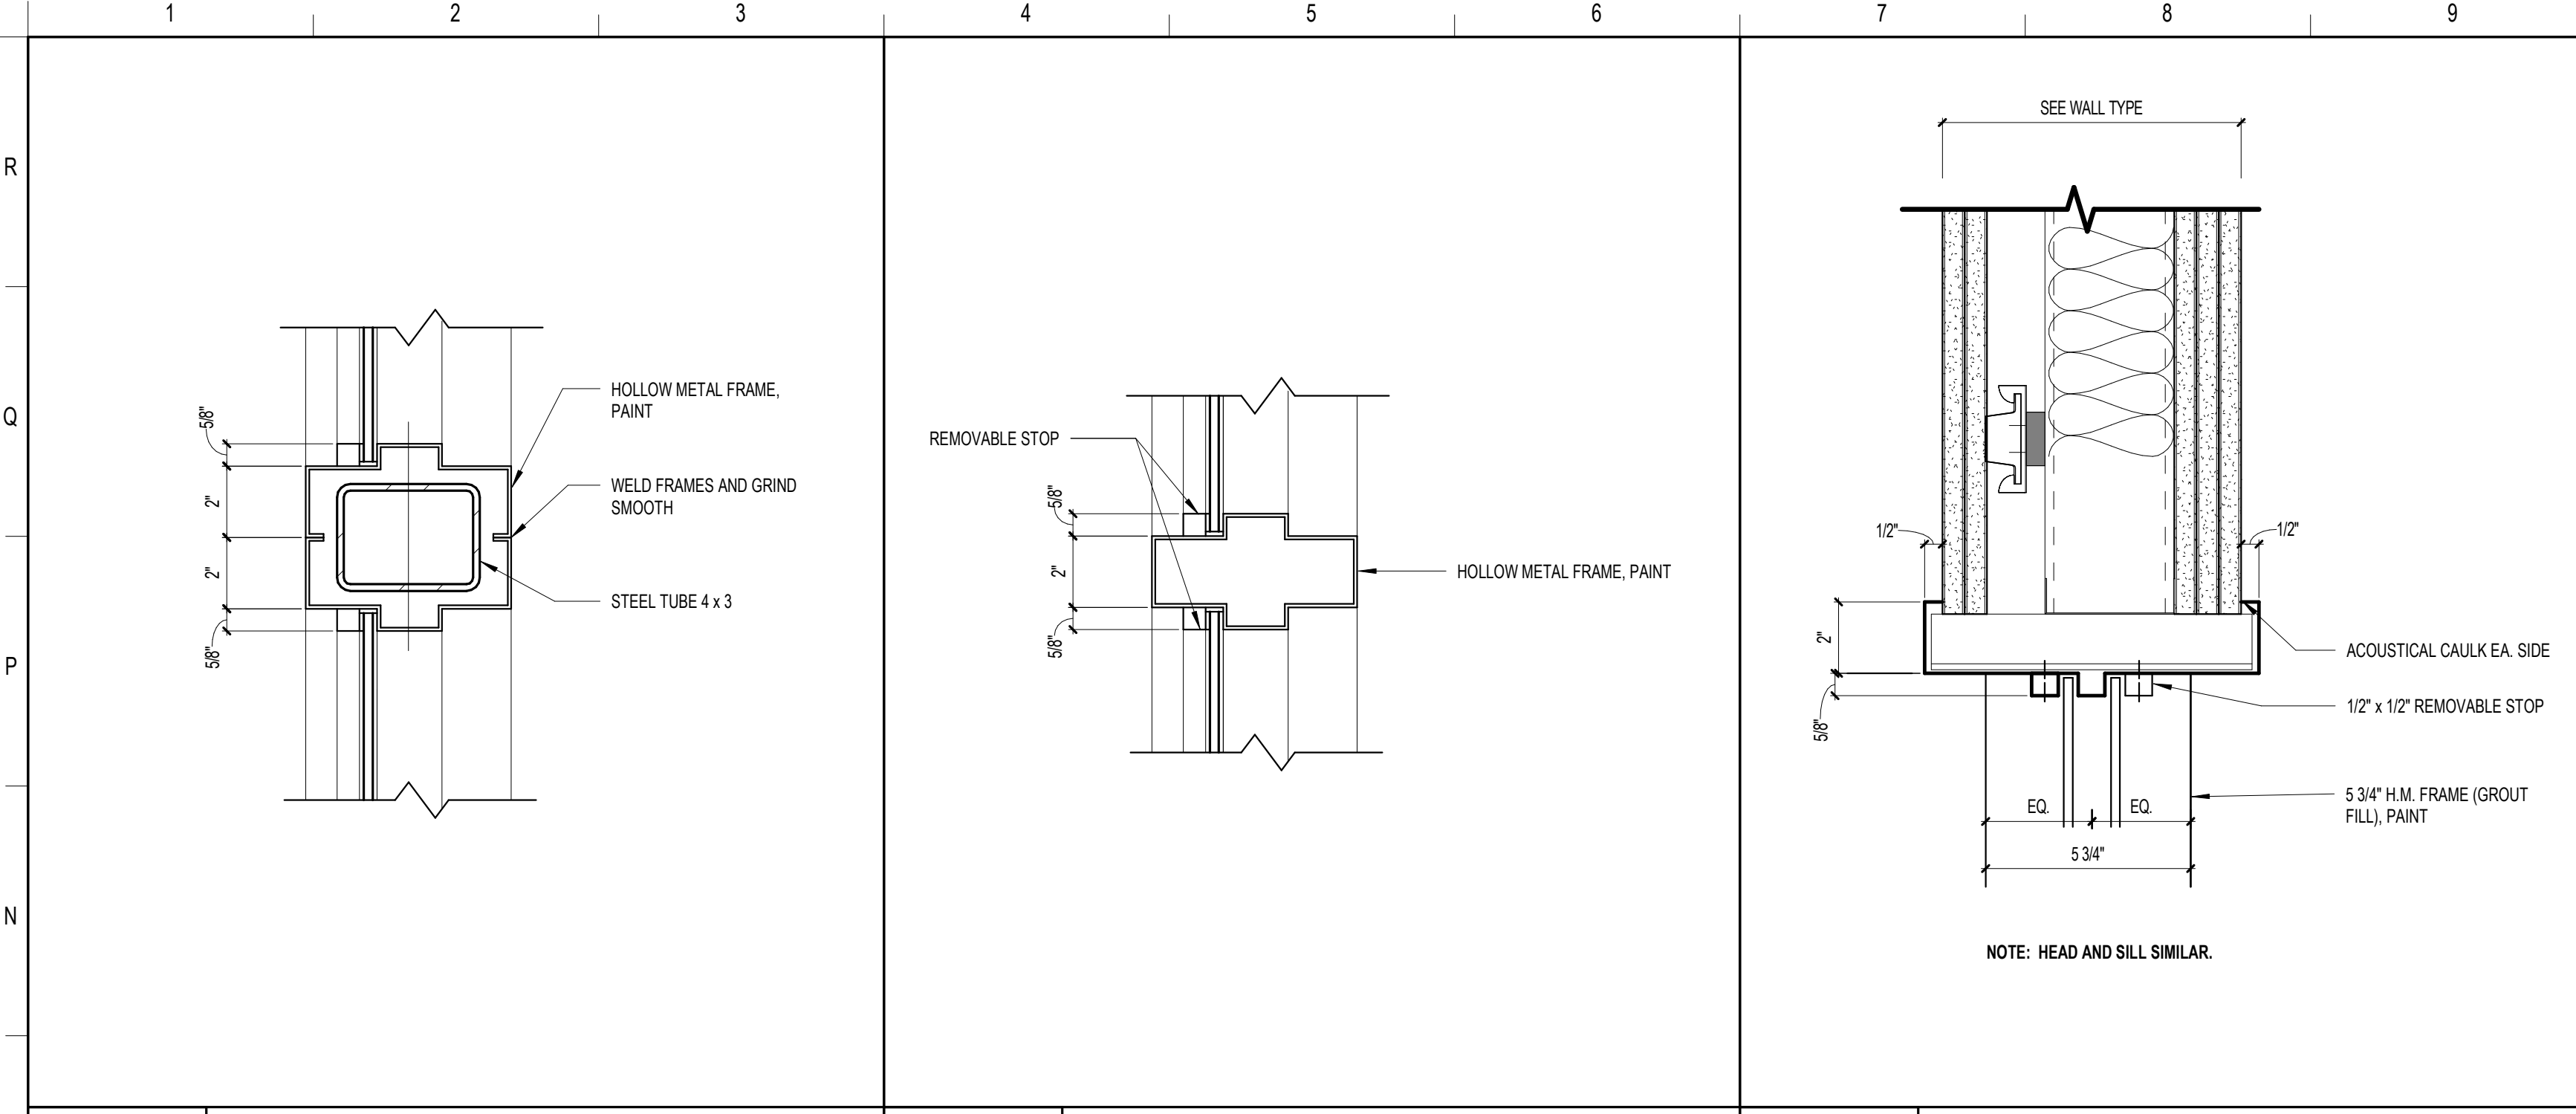 1 2 3 4 5 6 7 8 9
R
Q
P
N
5/8"
2"
2"
5/8"
HOLLOW METAL FRAME,
PAINT
WELD FRAMES AND GRIND
SMOOTH
STEEL TUBE 4 x 3
REMOVABLE STOP
5/8"
2"
5/8"
HOLLOW METAL FRAME, PAINT
SEE WALL TYPE
1/2"
1/2"
2"
5/8"
ACOUSTICAL CAULK EA. SIDE
1/2" x 1/2" REMOVABLE STOP
5 3/4" H.M. FRAME (GROUT
FILL), PAINT
EQ. EQ.
5 3/4"
NOTE: HEAD AND SILL SIMILAR.